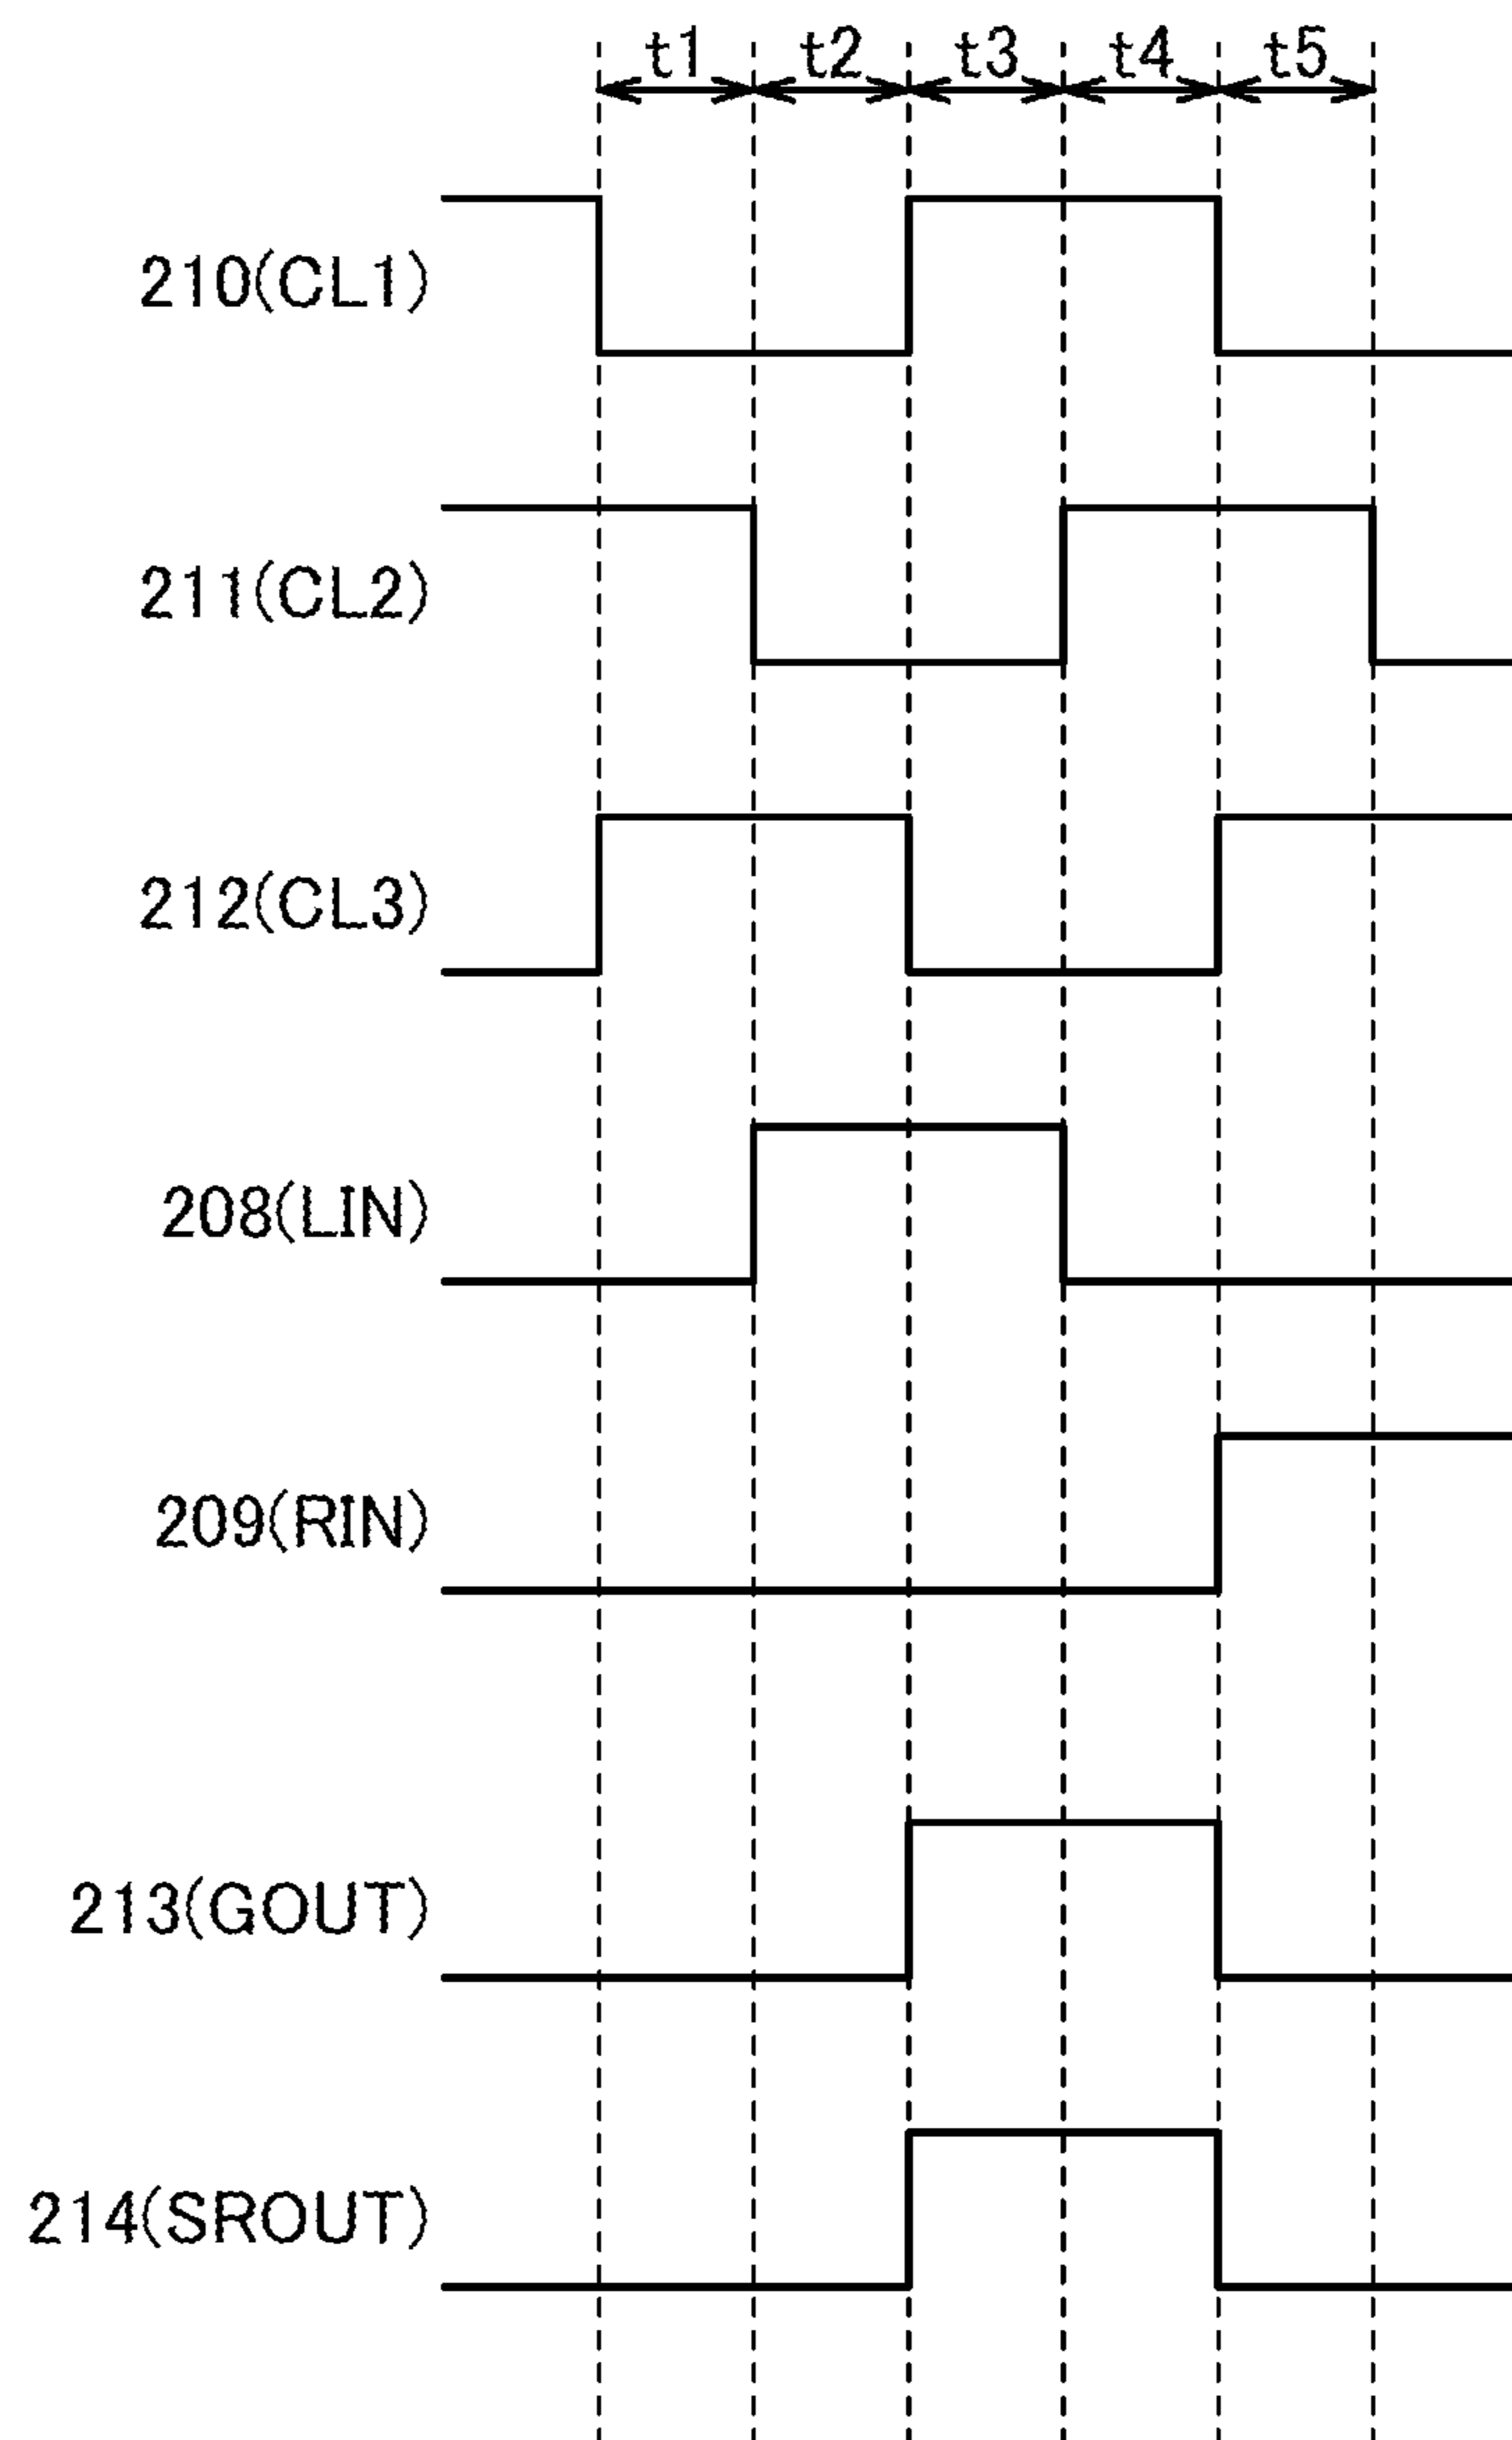 t1 t2 t3 t4 t5
210(CL1)
211(CL2)
212(CL3)
208(LIN)
209(RIN)
213(GOUT)
214(SROUT)